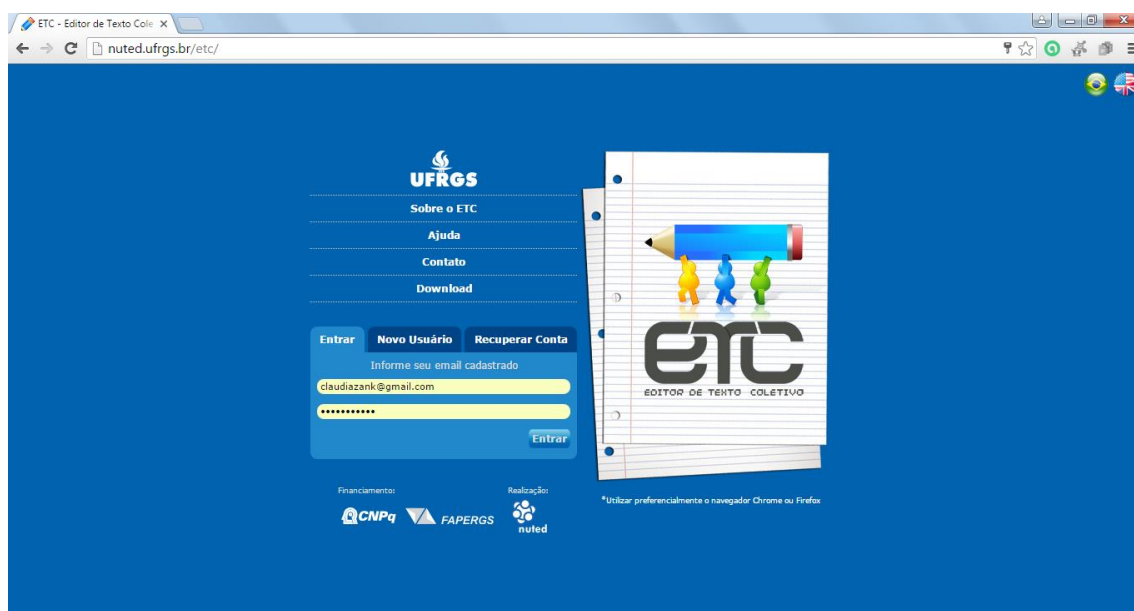 ETC - Editor de Texto Cole
nuted.ufrgs.br/etc/
UFRGS
Sobre o ETC
Ajuda
Contato
Download
Entrar Novo Usuário Recuperar Conta
Informe seu email cadastrado
claudiazank@gmail.com
•••••••••••
Entrar
Financiamento: Realização:
CNPq FAPERGS nuted
ETC
EDITOR DE TEXTO COLETIVO
*Utilizar preferencialmente o navegador Chrome ou Firefox